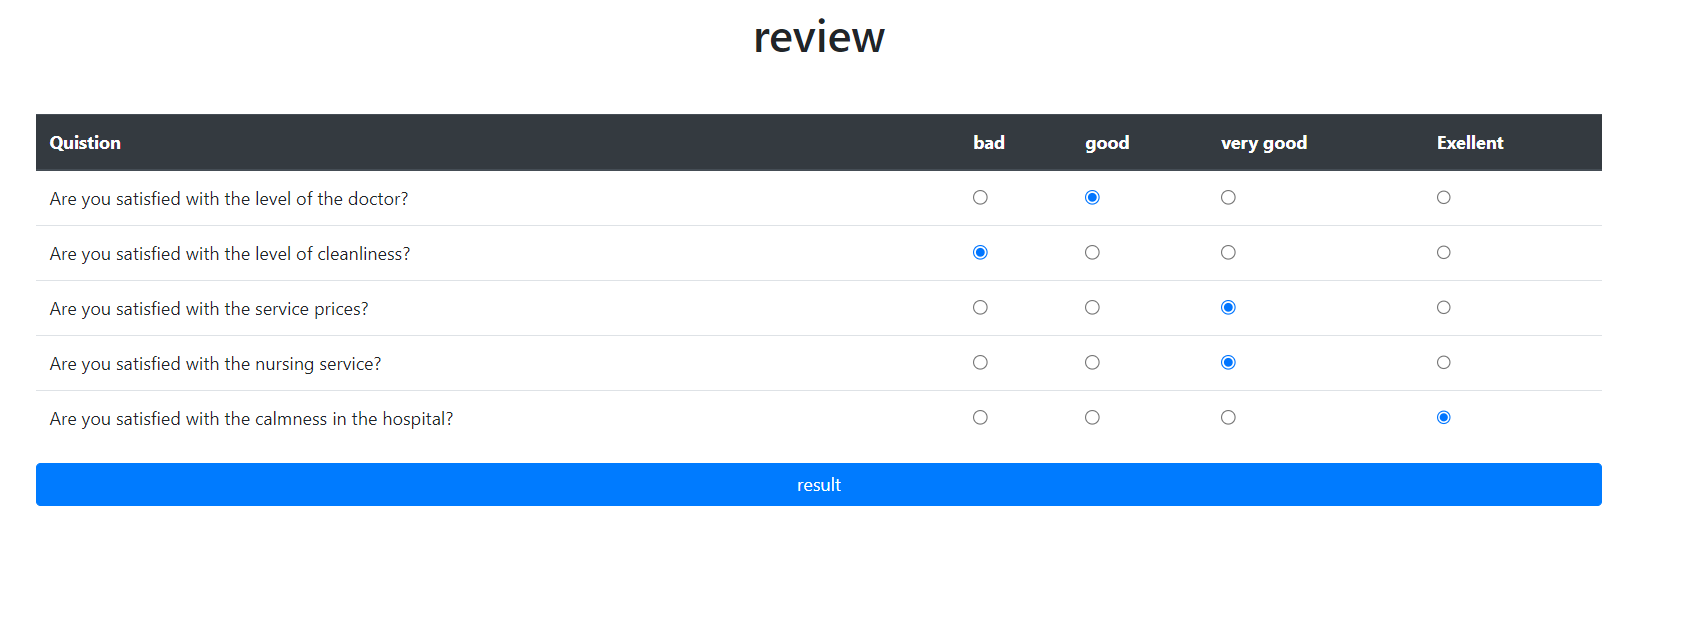 review
Quistion bad good very good Exellent
Are you satisfied with the level of the doctor?
Are you satisfied with the level of cleanliness?
Are you satisfied with the service prices?
Are you satisfied with the nursing service?
Are you satisfied with the calmness in the hospital?
result